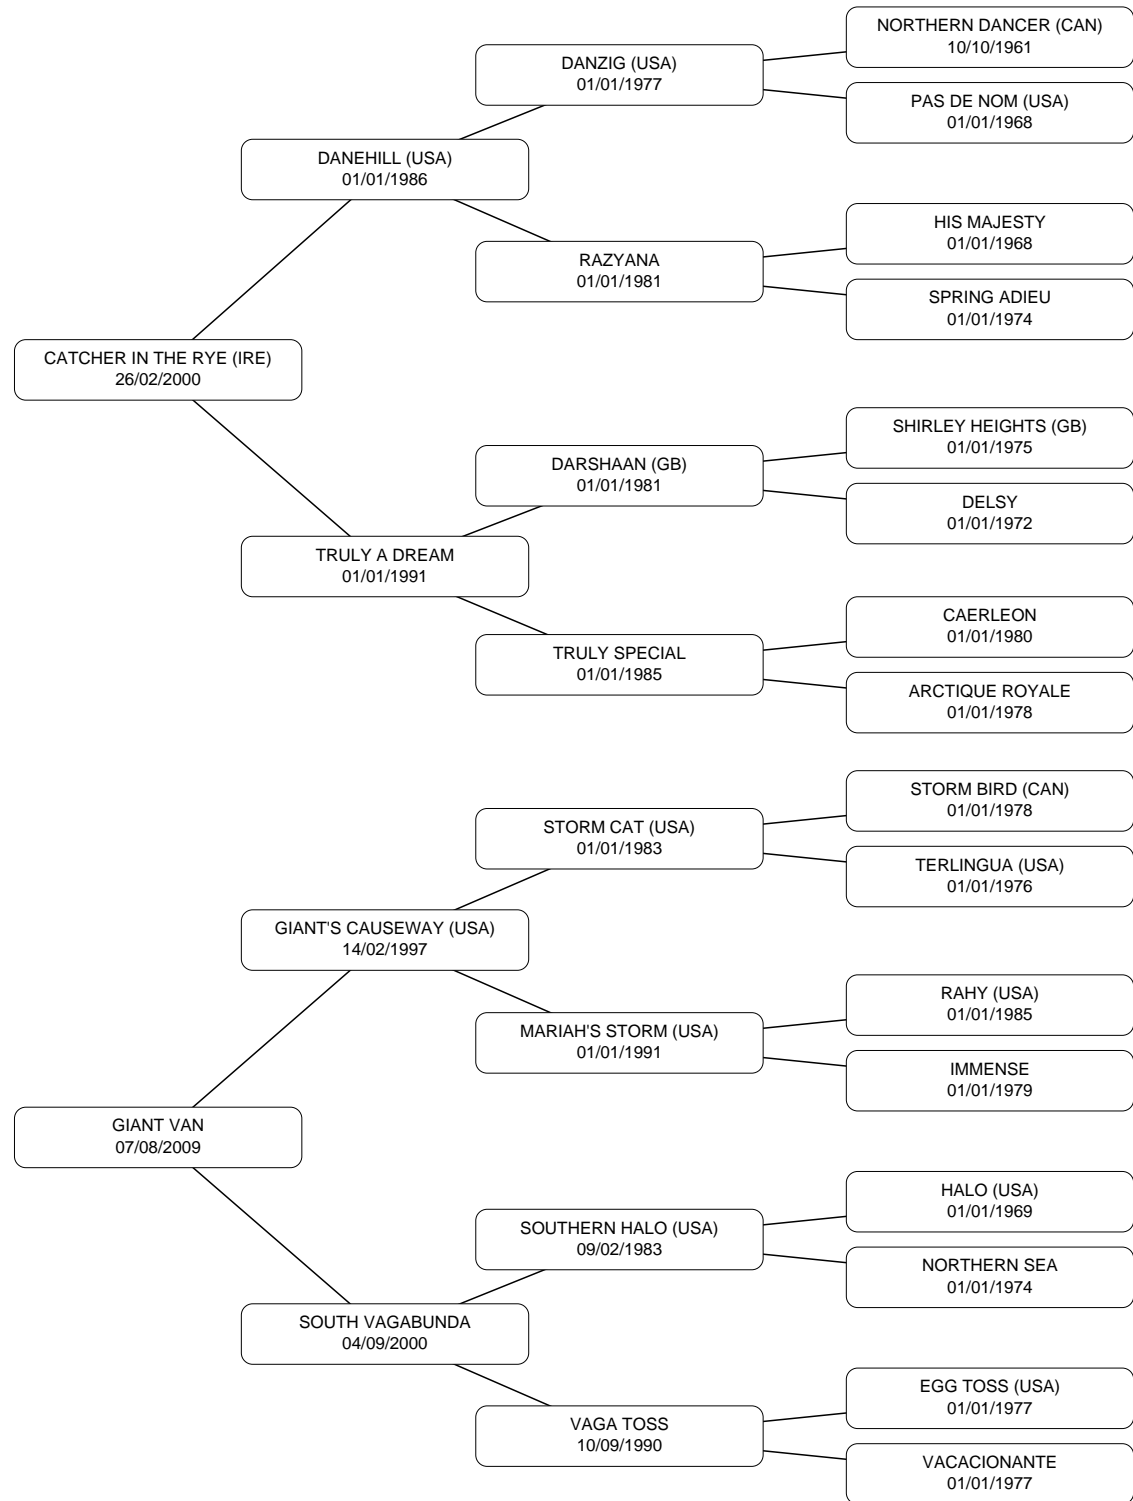 NORTHERN DANCER (CAN)
10/10/1961
DANZIG (USA)
01/01/1977
PAS DE NOM (USA)
01/01/1968
DANEHILL (USA)
01/01/1986
HIS MAJESTY
01/01/1968
RAZYANA
01/01/1981
SPRING ADIEU
01/01/1974
CATCHER IN THE RYE (IRE)
26/02/2000
SHIRLEY HEIGHTS (GB)
01/01/1975
DARSHAAN (GB)
01/01/1981
DELSY
01/01/1972
TRULY A DREAM
01/01/1991
CAERLEON
01/01/1980
TRULY SPECIAL
01/01/1985
ARCTIQUE ROYALE
01/01/1978
STORM BIRD (CAN)
01/01/1978
STORM CAT (USA)
01/01/1983
TERLINGUA (USA)
01/01/1976
GIANT'S CAUSEWAY (USA)
14/02/1997
RAHY (USA)
01/01/1985
MARIAH'S STORM (USA)
01/01/1991
IMMENSE
01/01/1979
GIANT VAN
07/08/2009
HALO (USA)
01/01/1969
SOUTHERN HALO (USA)
09/02/1983
NORTHERN SEA
01/01/1974
SOUTH VAGABUNDA
04/09/2000
EGG TOSS (USA)
01/01/1977
VAGA TOSS
10/09/1990
VACACIONANTE
01/01/1977